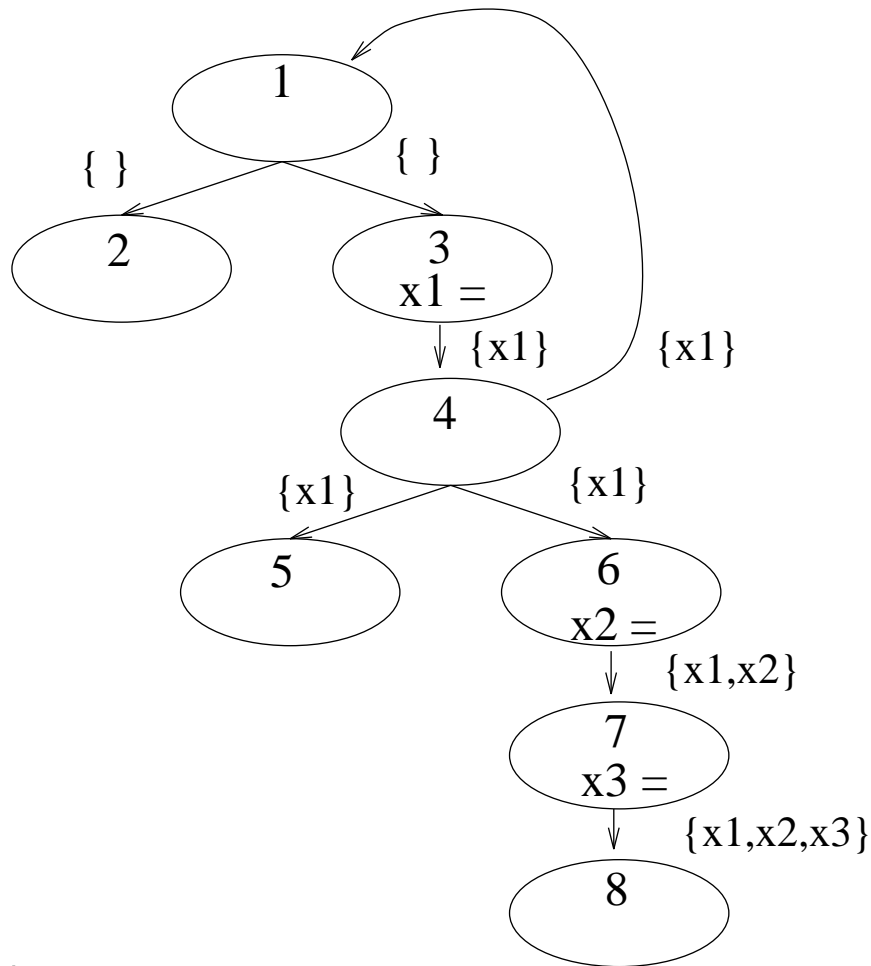 1
{ }
{ }
2
3
x1 =
{x1}
{x1}
4
{x1}
{x1}
5
6
x2 =
{x1,x2}
7
x3 =
{x1,x2,x3}
8